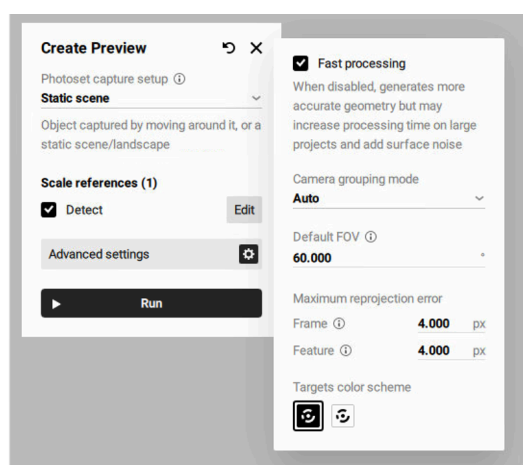 Create Preview
Photoset capture setup
Static scene
Object captured by moving around it, or a
static scene/landscape
Scale references (1)
Detect
Edit
Advanced settings
Run
Fast processing
When disabled, generates more
accurate geometry but may
increase processing time on large
projects and add surface noise
Camera grouping mode
Auto
Default FOV
60.000 °
Maximum reprojection error
Frame 4.000 px
Feature 4.000 px
Targets color scheme